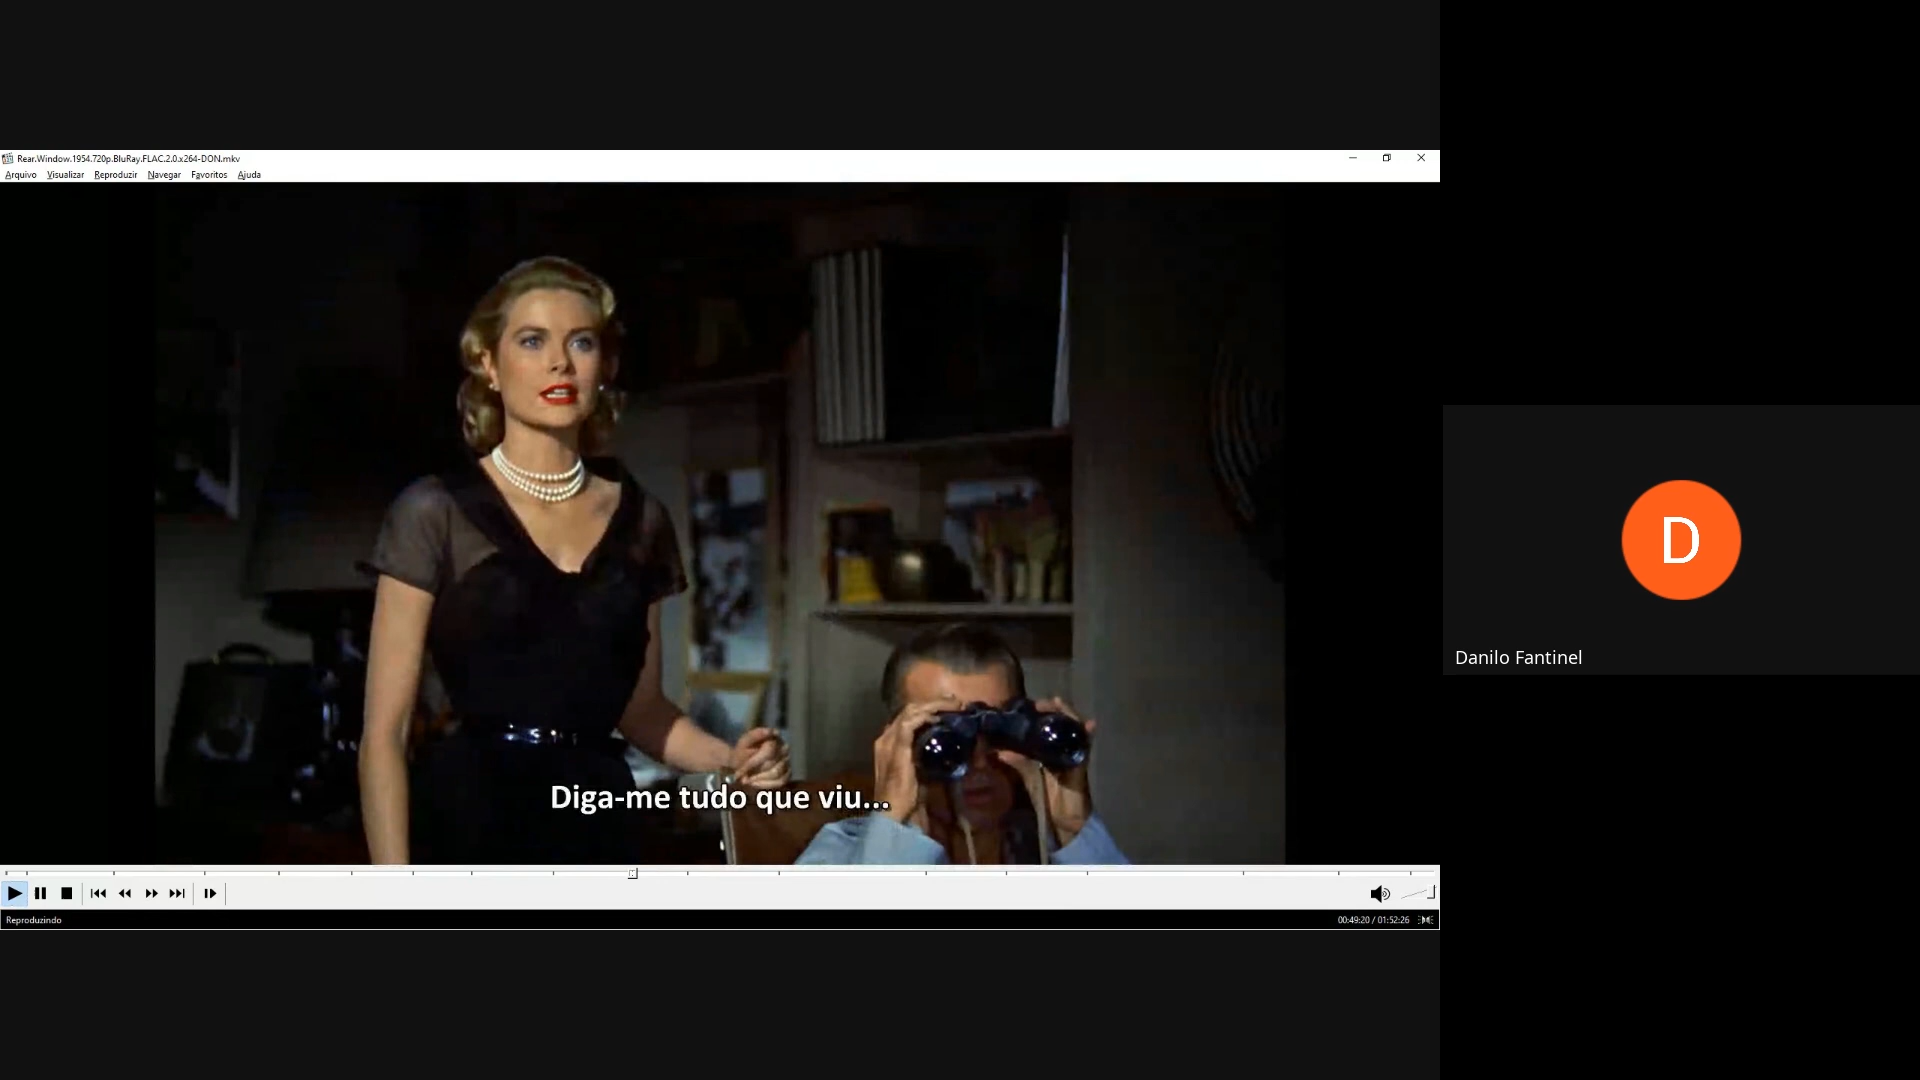 Rear.Window.1954.720p.BluRay.FLAC.2.0.x264-DON.mkv
Arquivo Visualizar Reproduzir Navegar Favoritos Ajuda
Diga-me tudo que viu...
D
Danilo Fantinel
Reproduzindo
00:49:20 / 01:52:26